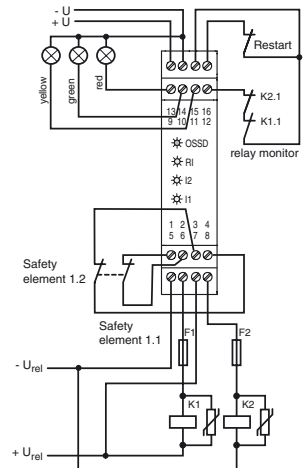 - U
+ U
yellow
green
red
Restart
K2.1
K1.1
relay monitor
13 14 15 16
9 10 11 12
OSSD
RI
I2
I1
1 2 3 4
5 6 7 8
Safety
element 1.2
Safety
element 1.1
F1
F2
- Urel
K1
K2
+ Urel